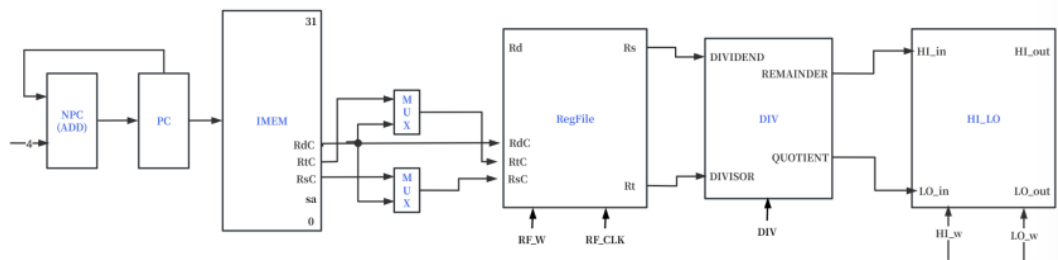 4
NPC
(ADD)
PC
31
IMEM
RdC
RtC
RsC
sa
0
M
U
X
M
U
X
Rd
Rs
RegFile
RdC
RtC
RsC
Rt
RF_W
RF_CLK
DIVIDEND
REMAINDER
DIV
QUOTIENT
DIVISOR
DIV
HI_in
HI_out
HI_LO
LO_in
LO_out
HI_w
LO_w